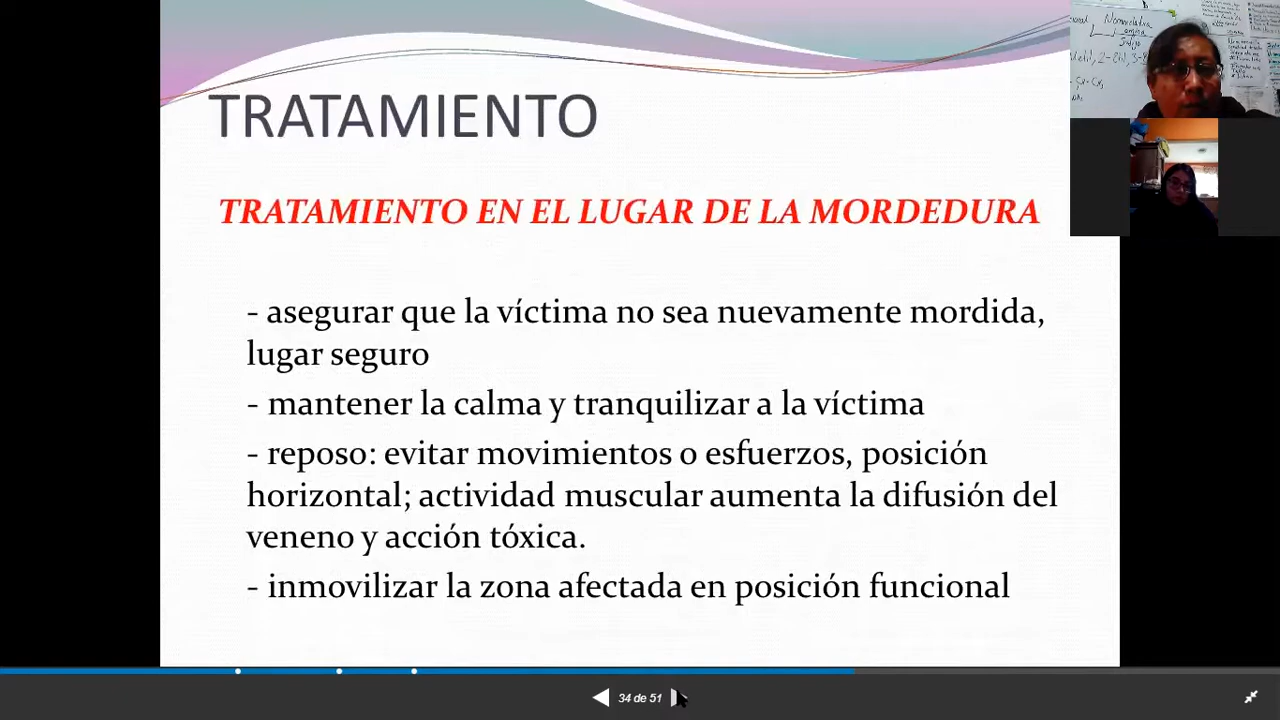 TRATAMIENTO
TRATAMIENTO EN EL LUGAR DE LA MORDEDURA
- asegurar que la víctima no sea nuevamente mordida,
lugar seguro
- mantener la calma y tranquilizar a la víctima
- reposo: evitar movimientos o esfuerzos, posición
horizontal; actividad muscular aumenta la difusión del
veneno y acción tóxica.
- inmovilizar la zona afectada en posición funcional
34 de 51